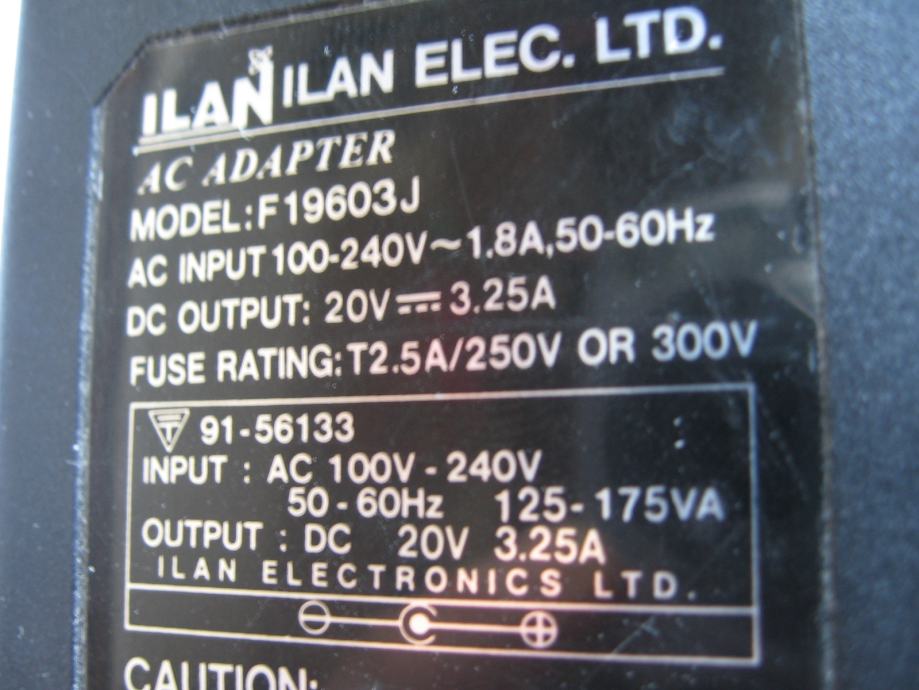 ILAN ILAN ELEC. LTD.
AC ADAPTER
MODEL:F19603J
AC INPUT 100-240V~1.8A,50-60Hz
DC OUTPUT: 20V⎓3.25A
FUSE RATING:T2.5A/250V OR 300V
T 91-56133
INPUT : AC 100V-240V
50-60Hz 125-175VA
OUTPUT : DC 20V 3.25A
ILAN ELECTRONICS LTD.
CAUTION: